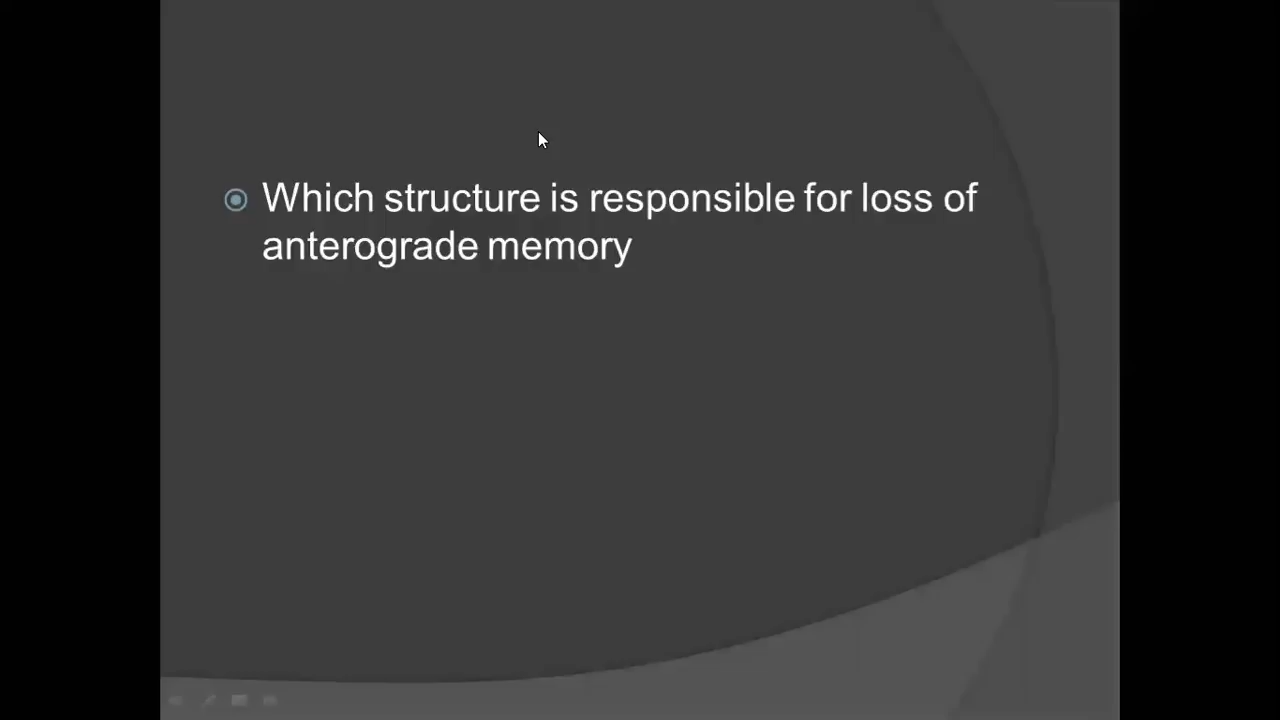 Which structure is responsible for loss of
anterograde memory